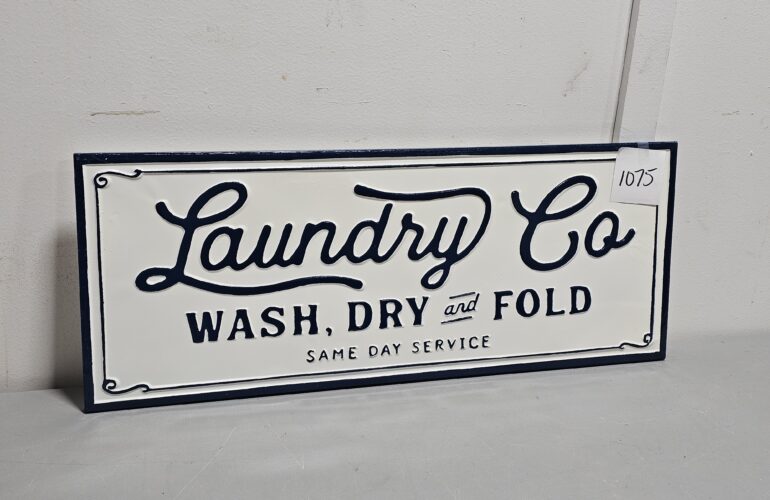 1075
Laundry Co
WASH, DRY and FOLD
SAME DAY SERVICE